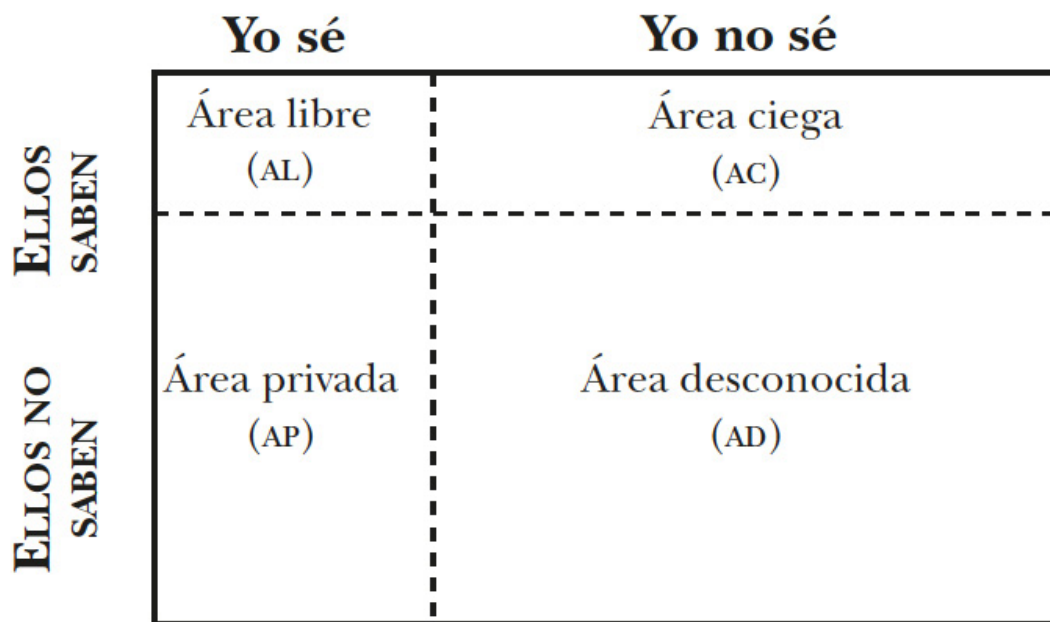 Yo sé
Yo no sé
ELLOS
SABEN
Área libre
(AL)
Área ciega
(AC)
ELLOS NO
SABEN
Área privada
(AP)
Área desconocida
(AD)